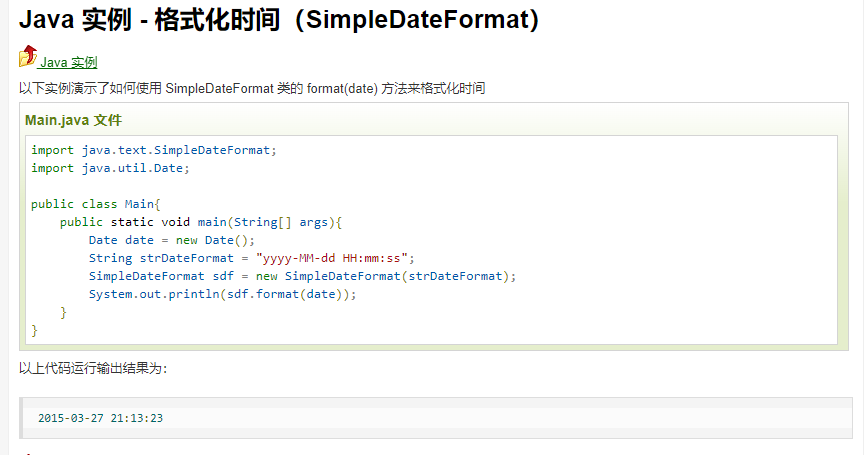 Java 实例 - 格式化时间（SimpleDateFormat）
Java 实例
以下实例演示了如何使用 SimpleDateFormat 类的 format(date) 方法来格式化时间
Main.java 文件
import java.text.SimpleDateFormat;
import java.util.Date;
public class Main{
    public static void main(String[] args){
        Date date = new Date();
        String strDateFormat = "yyyy-MM-dd HH:mm:ss";
        SimpleDateFormat sdf = new SimpleDateFormat(strDateFormat);
        System.out.println(sdf.format(date));
    }
}
以上代码运行输出结果为：
2015-03-27 21:13:23